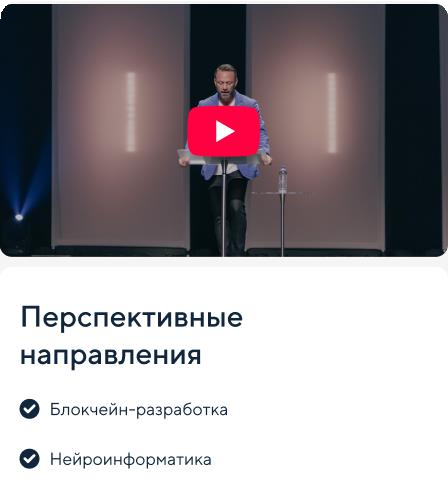 Перспективные
направления
Блокчейн-разработка
Нейроинформатика